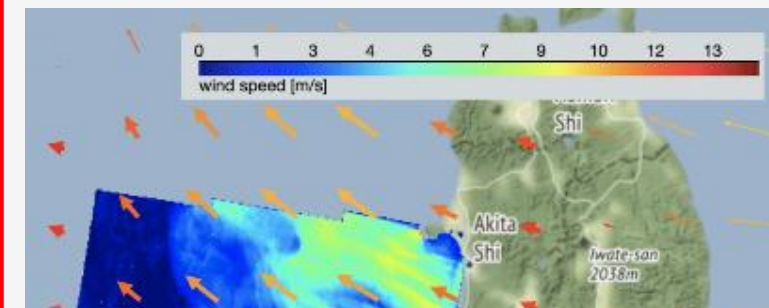 0 1 3 4 6 7 9 10 12 13
wind speed [m/s]
Shi
Akita
Shi
Iwate-san
2038m